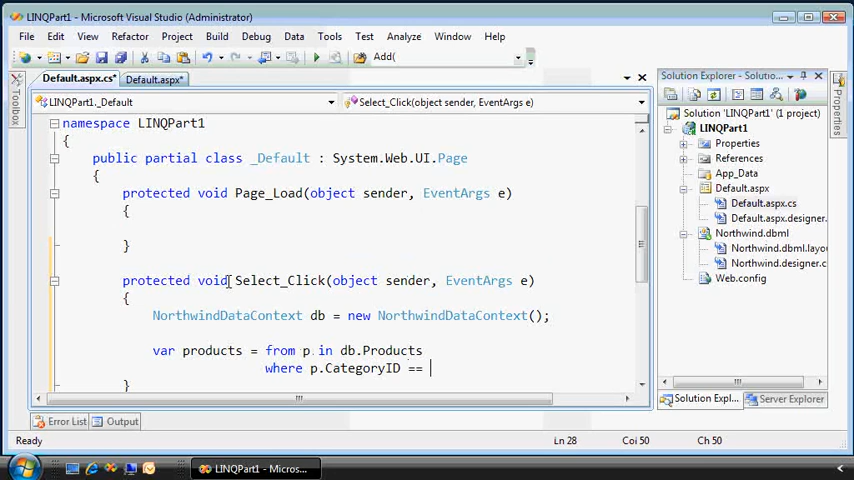 LINQPart1 - Microsoft Visual Studio (Administrator)
File Edit View Refactor Project Build Debug Data Tools Test Analyze Window Help
Add(
Default.aspx.cs* Default.aspx*
LINQPart1._Default
Select_Click(object sender, EventArgs e)
namespace LINQPart1
{
public partial class _Default : System.Web.UI.Page
{
protected void Page_Load(object sender, EventArgs e)
{
}
protected void Select_Click(object sender, EventArgs e)
{
NorthwindDataContext db = new NorthwindDataContext();
var products = from p in db.Products
where p.CategoryID ==
}
Toolbox
Solution Explorer - Solutio...
Solution 'LINQPart1' (1 project)
LINQPart1
Properties
References
App_Data
Default.aspx
Default.aspx.cs
Default.aspx.designer.
Northwind.dbml
Northwind.dbml.layo
Northwind.designer.c
Web.config
Solution Expl... Server Explorer
Properties
Error List Output
Ready Ln 28 Col 50 Ch 50
LINQPart1 - Micros...